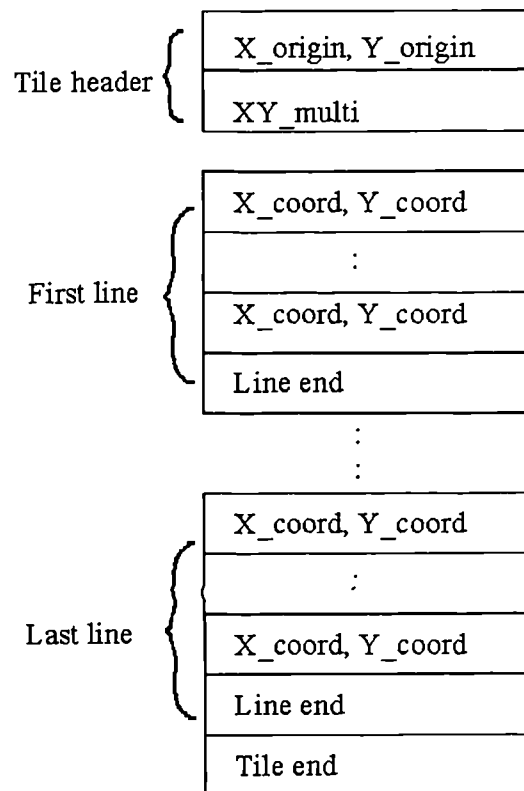 X_origin, Y_origin
Tile header
XY_multi
X_coord, Y_coord
:
First line
X_coord, Y_coord
Line end
:
:
X_coord, Y_coord
:
Last line
X_coord, Y_coord
Line end
Tile end